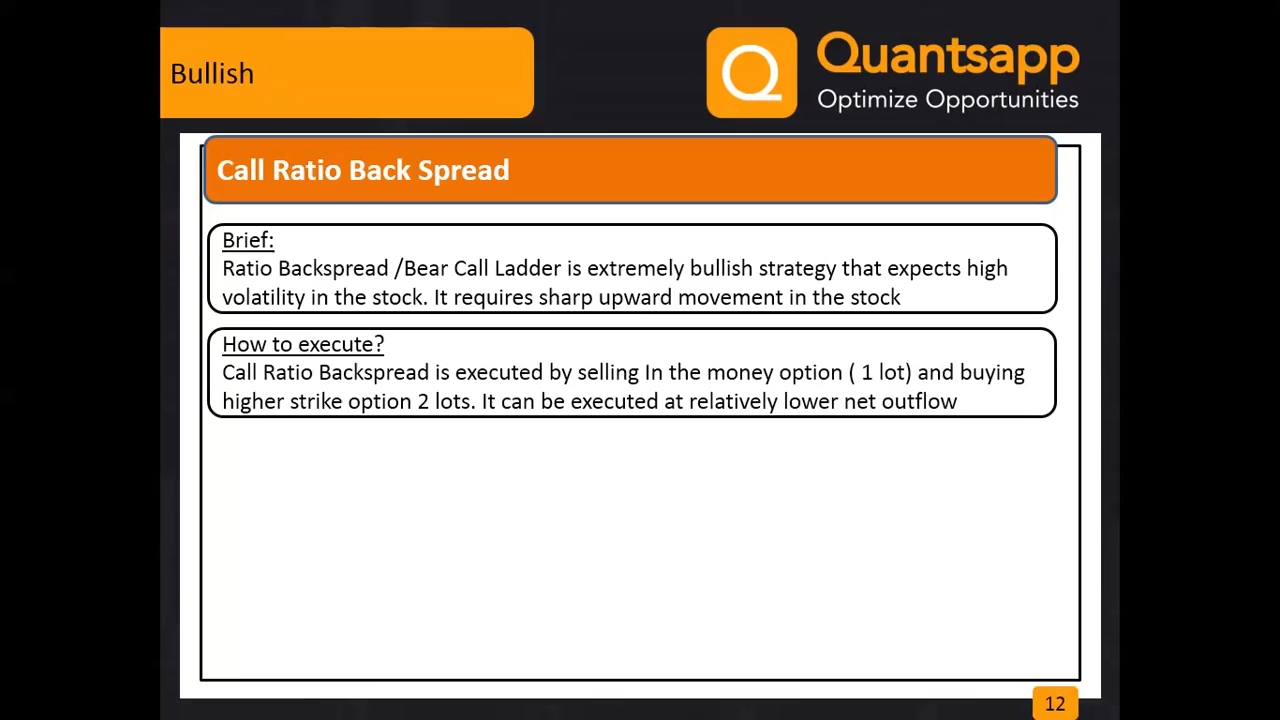 Bullish
Quantsapp
Optimize Opportunities
Call Ratio Back Spread
Brief:
Ratio Backspread /Bear Call Ladder is extremely bullish strategy that expects high
volatility in the stock. It requires sharp upward movement in the stock
How to execute?
Call Ratio Backspread is executed by selling In the money option ( 1 lot) and buying
higher strike option 2 lots. It can be executed at relatively lower net outflow
12